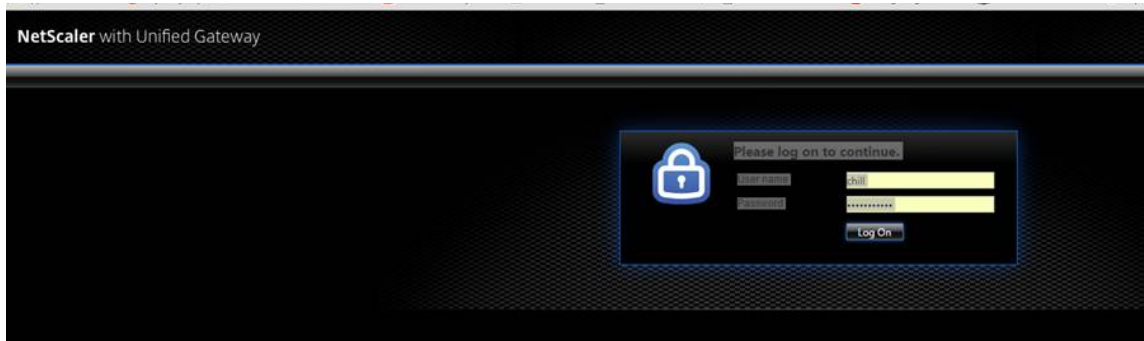 NetScaler with Unified Gateway
Please log on to continue.
User name chill
Password •••••••••••
Log On